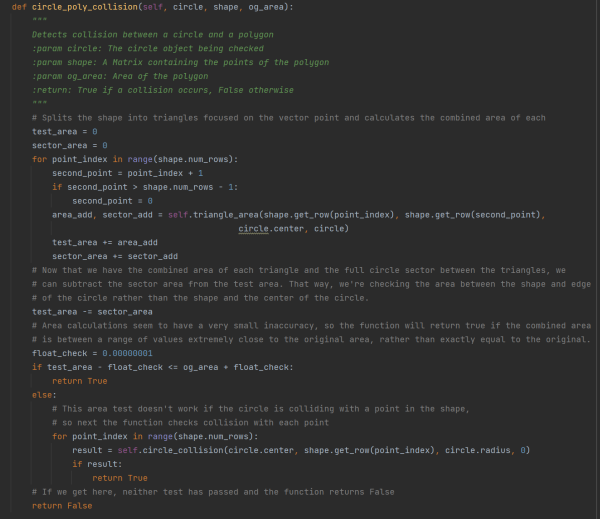 def circle_poly_collision(self, circle, shape, og_area):
"""
Detects collision between a circle and a polygon
:param circle: The circle object being checked
:param shape: A Matrix containing the points of the polygon
:param og_area: Area of the polygon
:return: True if a collision occurs, False otherwise
"""
# Splits the shape into triangles focused on the vector point and calculates the combined area of each
test_area = 0
sector_area = 0
for point_index in range(shape.num_rows):
second_point = point_index + 1
if second_point > shape.num_rows - 1:
second_point = 0
area_add, sector_add = self.triangle_area(shape.get_row(point_index), shape.get_row(second_point),
circle.center, circle)
test_area += area_add
sector_area += sector_add
# Now that we have the combined area of each triangle and the full circle sector between the triangles, we
# can subtract the sector area from the test area. That way, we're checking the area between the shape and edge
# of the circle rather than the shape and the center of the circle.
test_area -= sector_area
# Area calculations seem to have a very small inaccuracy, so the function will return true if the combined area
# is between a range of values extremely close to the original area, rather than exactly equal to the original.
float_check = 0.00000001
if test_area - float_check <= og_area + float_check:
return True
else:
# This area test doesn't work if the circle is colliding with a point in the shape,
# so next the function checks collision with each point
for point_index in range(shape.num_rows):
result = self.circle_collision(circle.center, shape.get_row(point_index), circle.radius, 0)
if result:
return True
# If we get here, neither test has passed and the function returns False
return False